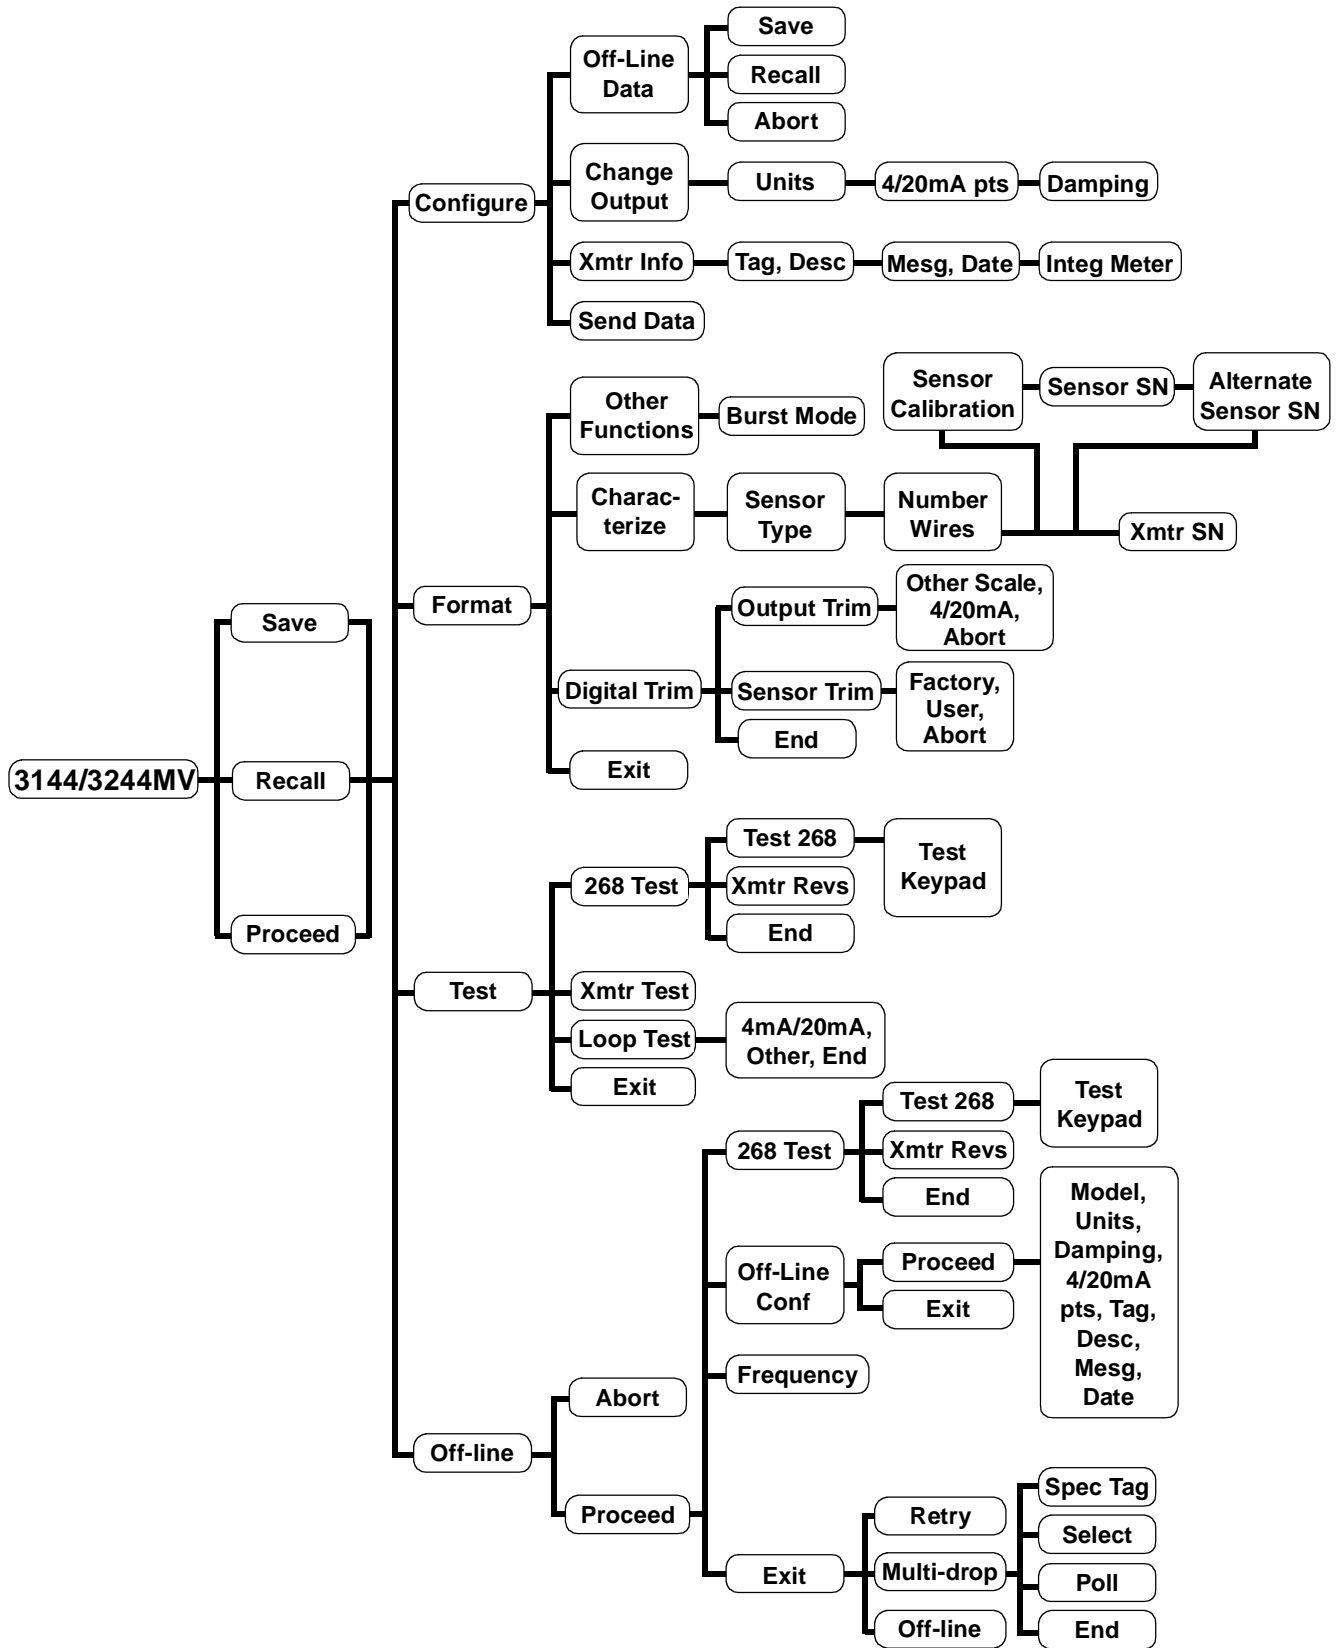 3144/3244MV
Save
Recall
Proceed
Configure
Off-Line
Data
Save
Recall
Abort
Change
Output
Units
4/20mA pts
Damping
Xmtr Info
Tag, Desc
Mesg, Date
Integ Meter
Send Data
Format
Other
Functions
Burst Mode
Charac-
terize
Sensor
Type
Number
Wires
Sensor
Calibration
Sensor SN
Alternate
Sensor SN
Xmtr SN
Digital Trim
Output Trim
Other Scale,
4/20mA,
Abort
Sensor Trim
Factory,
User,
Abort
End
Exit
Test
268 Test
Test 268
Test
Keypad
Xmtr Revs
End
Xmtr Test
Loop Test
4mA/20mA,
Other, End
Exit
Off-line
Abort
Proceed
268 Test
Test 268
Test
Keypad
Xmtr Revs
End
Off-Line
Conf
Proceed
Model,
Units,
Damping,
4/20mA
pts, Tag,
Desc,
Mesg,
Date
Exit
Frequency
Exit
Retry
Multi-drop
Spec Tag
Select
Poll
End
Off-line